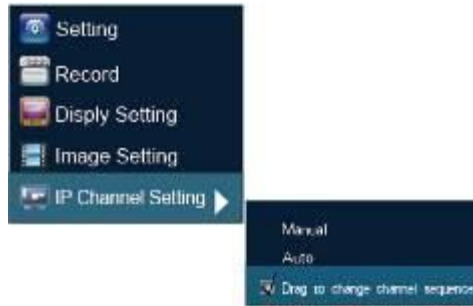 Setting
Record
Disply Setting
Image Setting
IP Channel Setting
Manual
Auto
Drag to change channel sequence